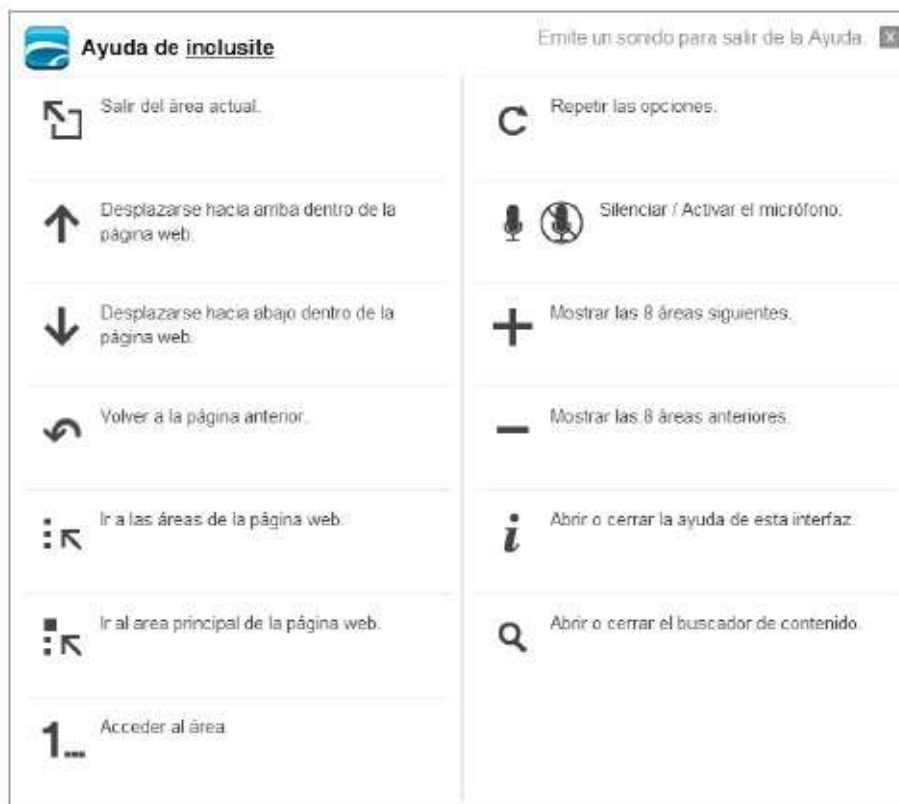 Ayuda de inclusite
Emite un sonido para salir de la Ayuda.
Salir del área actual.
Desplazarse hacia arriba dentro de la
página web.
Desplazarse hacia abajo dentro de la
página web.
Volver a la página anterior.
Ir a las áreas de la página web.
Ir al area principal de la página web.
1... Acceder al área.
Repetir las opciones.
Silenciar / Activar el micrófono.
Mostrar las 8 áreas siguientes.
Mostrar las 8 áreas anteriores.
i Abrir o cerrar la ayuda de esta interfaz.
Abrir o cerrar el buscador de contenido.